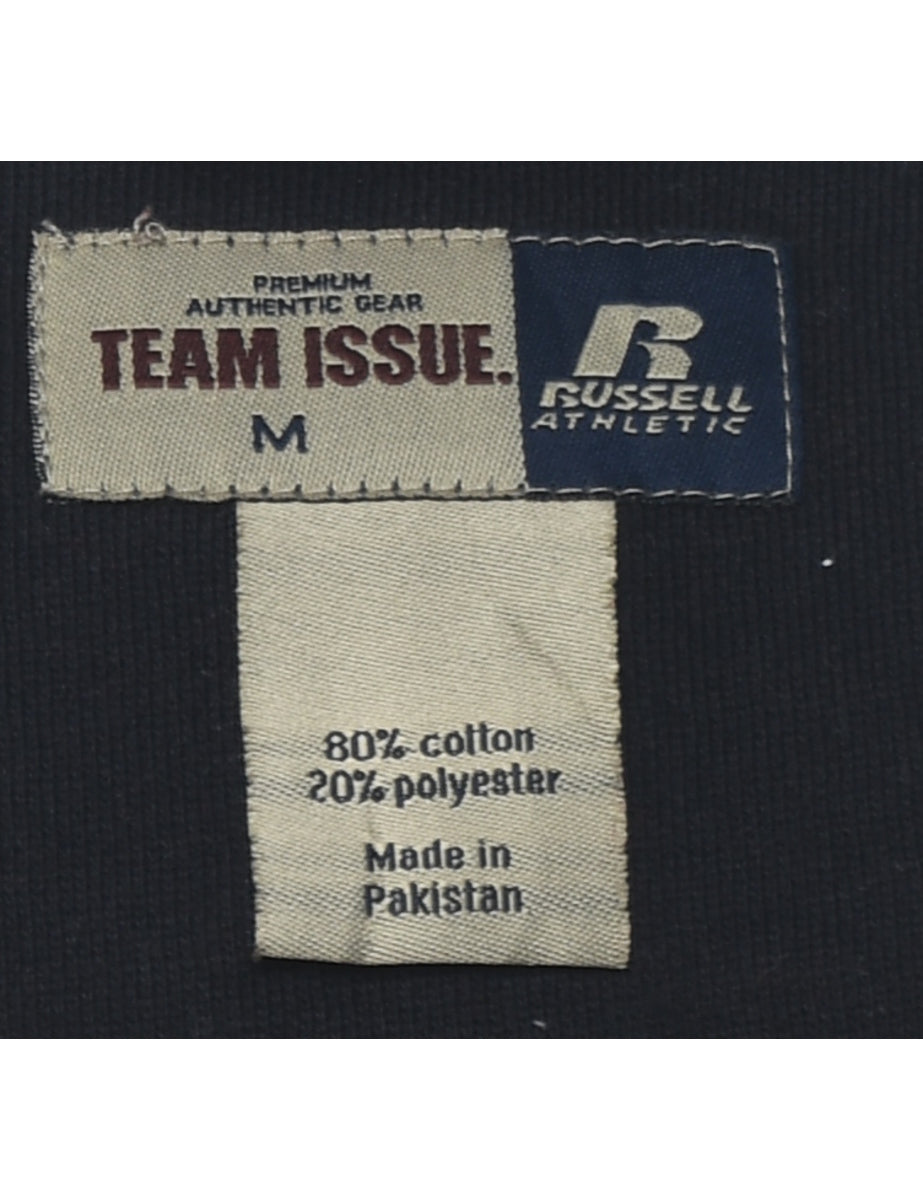 PREMIUM
AUTHENTIC GEAR
TEAM ISSUE.
M
R
RUSSELL
ATHLETIC
80% cotton
20% polyester
Made in
Pakistan